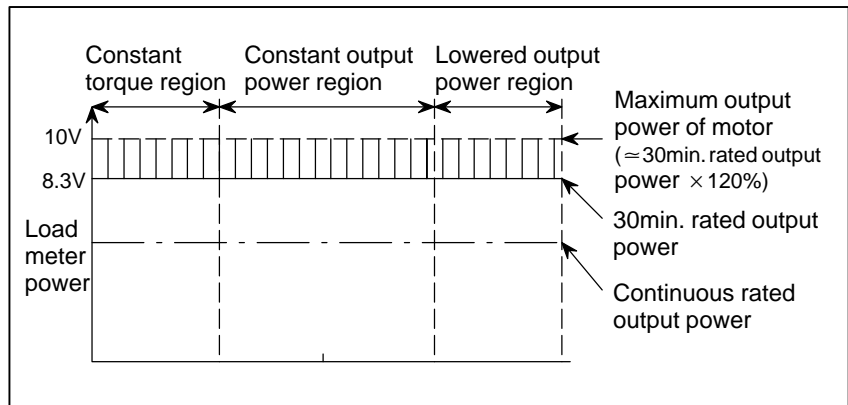 Constant
torque region
Constant output
power region
Lowered output
power region
10V
8.3V
Load
meter power
Maximum output
power of motor
(≃30min. rated output
power ×120%)
30min. rated output
power
Continuous rated
output power